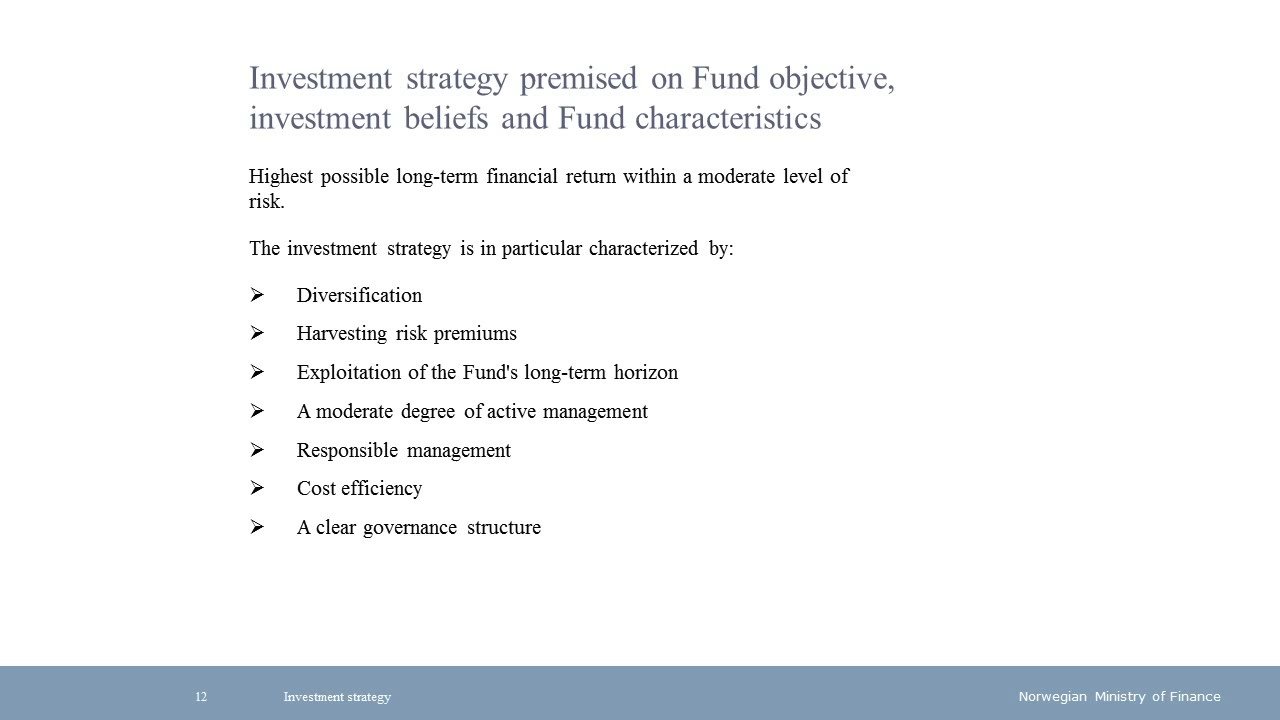 Investment strategy premised on Fund objective,
investment beliefs and Fund characteristics
Highest possible long-term financial return within a moderate level of
risk.
The investment strategy is in particular characterized by:
➢ Diversification
➢ Harvesting risk premiums
➢ Exploitation of the Fund's long-term horizon
➢ A moderate degree of active management
➢ Responsible management
➢ Cost efficiency
➢ A clear governance structure
12 Investment strategy Norwegian Ministry of Finance